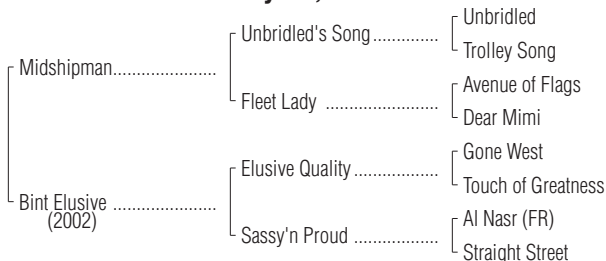 Unbridled
Unbridled's Song...............
Trolley Song
Midshipman.......................
Avenue of Flags
Fleet Lady ..........................
Dear Mimi
Gone West
Elusive Quality ...................
Touch of Greatness
Bint Elusive .......................
(2002)
Al Nasr (FR)
Sassy'n Proud ...................
Straight Street